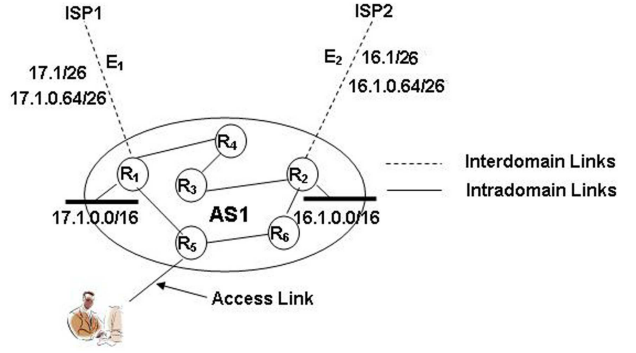 ISP1
ISP2
E1
E2
17.1/26
17.1.0.64/26
16.1/26
16.1.0.64/26
R4
R1
R3
R2
Interdomain Links
Intradomain Links
17.1.0.0/16
AS1
16.1.0.0/16
R5
R6
Access Link